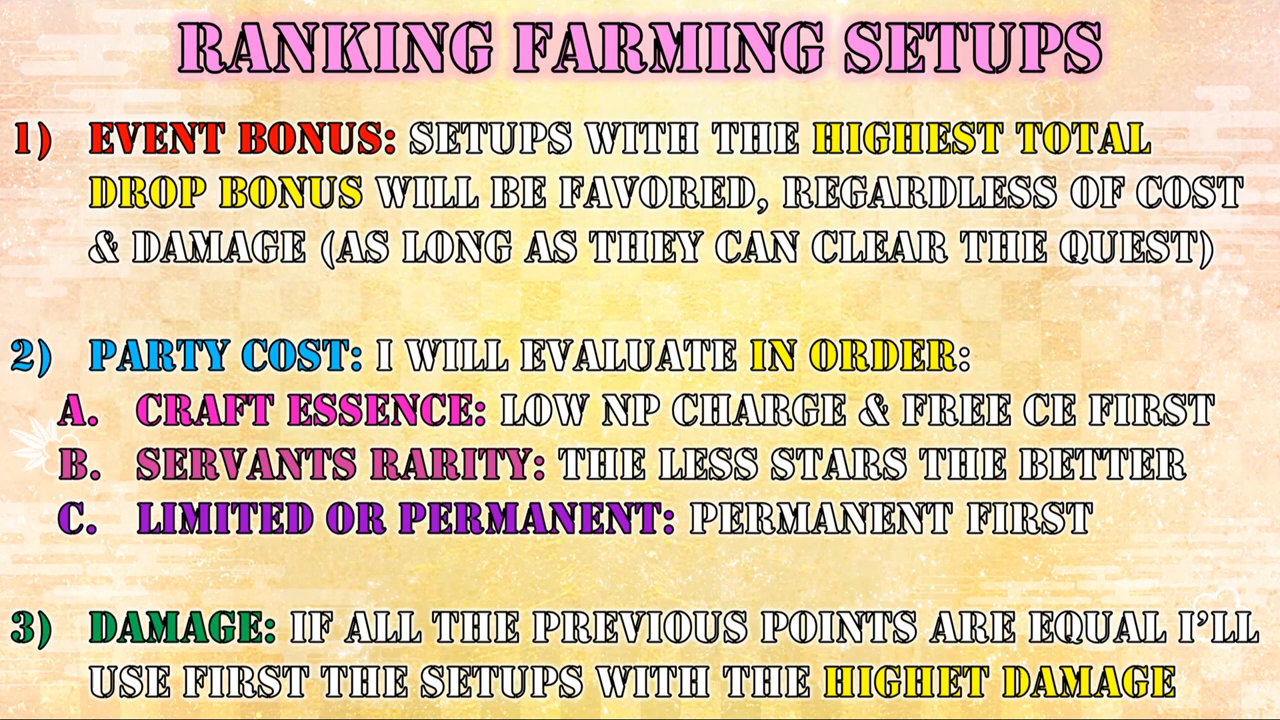 RANKING FARMING SETUPS
1) EVENT BONUS: SETUPS WITH THE HIGHEST TOTAL
DROP BONUS WILL BE FAVORED, REGARDLESS OF COST
& DAMAGE (AS LONG AS THEY CAN CLEAR THE QUEST)
2) PARTY COST: I WILL EVALUATE IN ORDER:
A. CRAFT ESSENCE: LOW NP CHARGE & FREE CE FIRST
B. SERVANTS RARITY: THE LESS STARS THE BETTER
C. LIMITED OR PERMANENT: PERMANENT FIRST
3) DAMAGE: IF ALL THE PREVIOUS POINTS ARE EQUAL I'LL
USE FIRST THE SETUPS WITH THE HIGHET DAMAGE